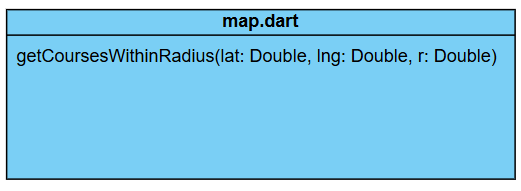 map.dart
getCoursesWithinRadius(lat: Double, lng: Double, r: Double)